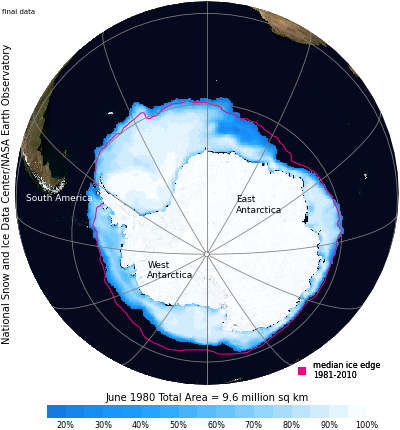 final data
National Snow and Ice Data Center/NASA Earth Observatory
South America
East
Antarctica
West
Antarctica
median ice edge
1981-2010
June 1980 Total Area = 9.6 million sq km
20% 30% 40% 50% 60% 70% 80% 90% 100%